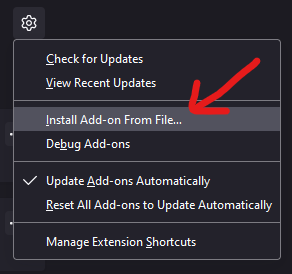 Check for Updates
View Recent Updates
Install Add-on From File...
Debug Add-ons
Update Add-ons Automatically
Reset All Add-ons to Update Automatically
Manage Extension Shortcuts